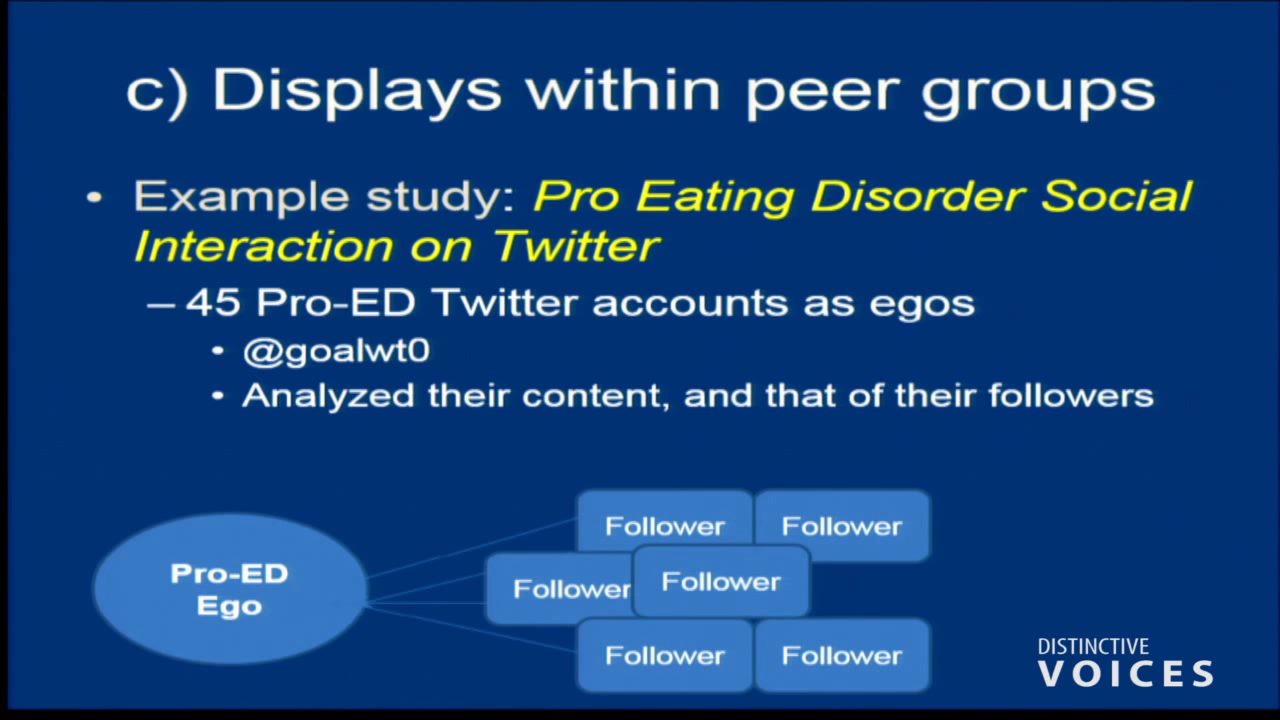 c) Displays within peer groups
• Example study: Pro Eating Disorder Social
Interaction on Twitter
– 45 Pro-ED Twitter accounts as egos
• @goalwt0
• Analyzed their content, and that of their followers
Pro-ED
Ego
Follower
Follower
Follower
Follower
Follower
Follower
DISTINCTIVE
VOICES